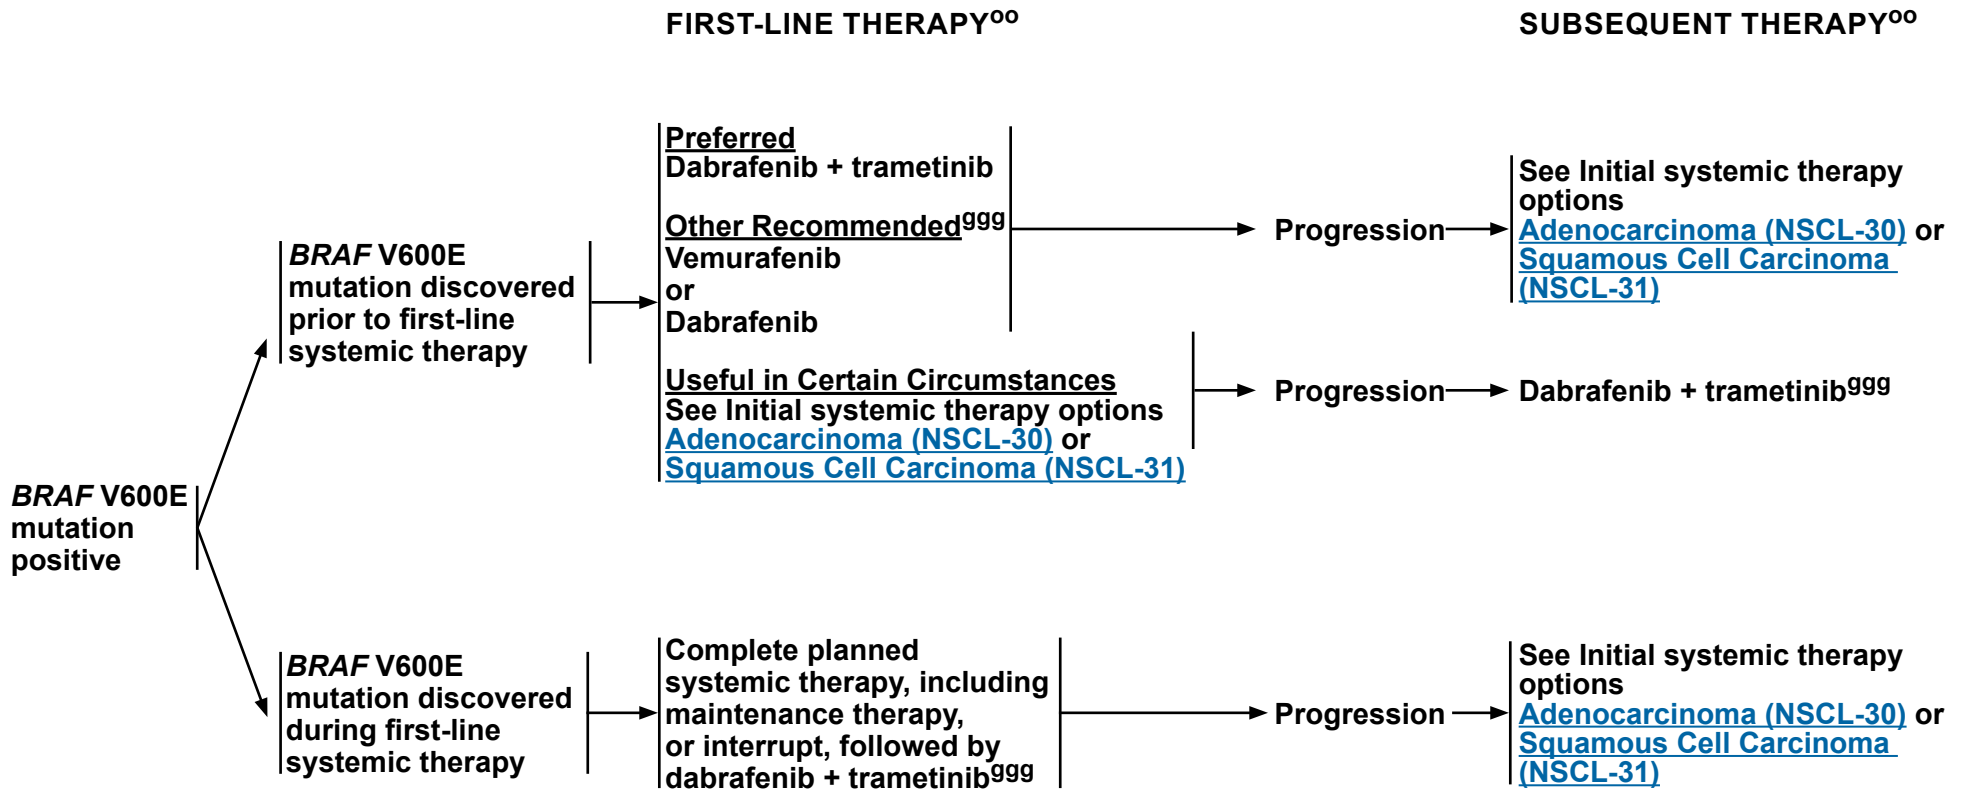 FIRST-LINE THERAPYoo
SUBSEQUENT THERAPYoo
BRAF V600E
mutation
positive
BRAF V600E
mutation discovered
prior to first-line
systemic therapy
Preferred
Dabrafenib + trametinib
Other Recommendedggg
Vemurafenib
or
Dabrafenib
Progression
See Initial systemic therapy
options
Adenocarcinoma (NSCL-30) or
Squamous Cell Carcinoma
(NSCL-31)
Useful in Certain Circumstances
See Initial systemic therapy options
Adenocarcinoma (NSCL-30) or
Squamous Cell Carcinoma (NSCL-31)
Progression
Dabrafenib + trametinibggg
BRAF V600E
mutation discovered
during first-line
systemic therapy
Complete planned
systemic therapy, including
maintenance therapy,
or interrupt, followed by
dabrafenib + trametinibggg
Progression
See Initial systemic therapy
options
Adenocarcinoma (NSCL-30) or
Squamous Cell Carcinoma
(NSCL-31)